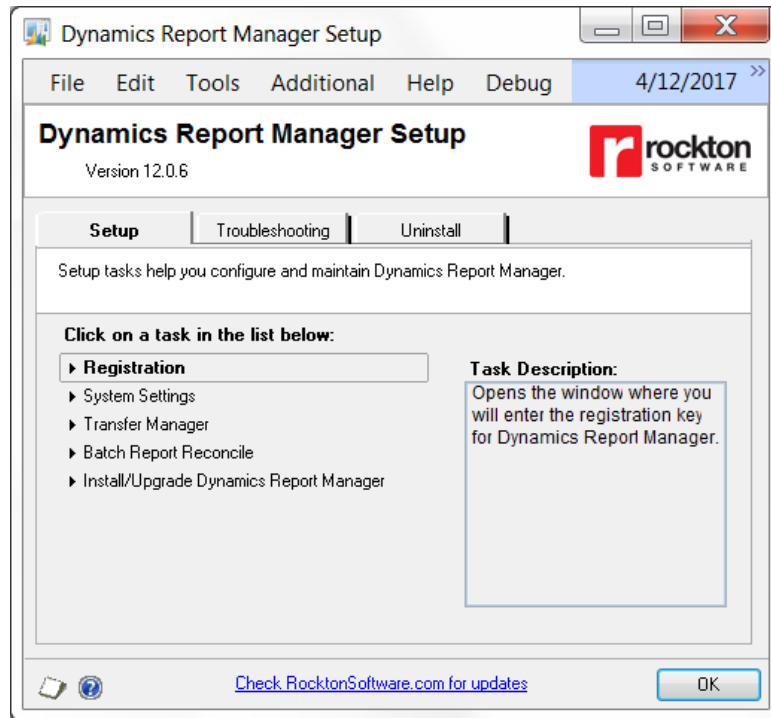 Dynamics Report Manager Setup
File Edit Tools Additional Help Debug 4/12/2017 »
Dynamics Report Manager Setup
Version 12.0.6
rockton
SOFTWARE
Setup Troubleshooting Uninstall
Setup tasks help you configure and maintain Dynamics Report Manager.
Click on a task in the list below:
Registration
System Settings
Transfer Manager
Batch Report Reconcile
Install/Upgrade Dynamics Report Manager
Task Description:
Opens the window where you
will enter the registration key
for Dynamics Report Manager.
Check RocktonSoftware.com for updates
OK